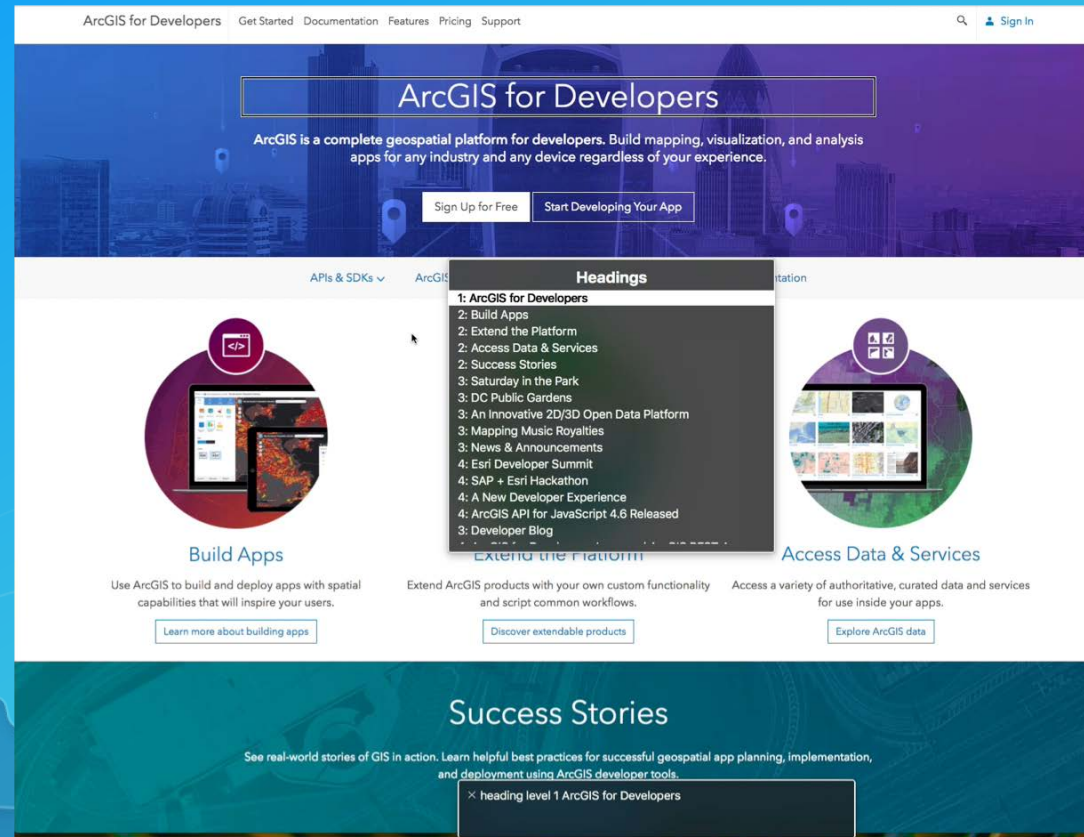 ArcGIS for Developers Get Started Documentation Features Pricing Support Sign In
ArcGIS for Developers
ArcGIS is a complete geospatial platform for developers. Build mapping, visualization, and analysis
apps for any industry and any device regardless of your experience.
Sign Up for Free Start Developing Your App
APIs & SDKs ArcGIS
Headings
1: ArcGIS for Developers
2: Build Apps
2: Extend the Platform
2: Access Data & Services
2: Success Stories
3: Saturday in the Park
3: DC Public Gardens
3: An Innovative 2D/3D Open Data Platform
3: Mapping Music Royalties
3: News & Announcements
4: Esri Developer Summit
4: SAP + Esri Hackathon
4: A New Developer Experience
4: ArcGIS API for JavaScript 4.6 Released
3: Developer Blog
Build Apps
Use ArcGIS to build and deploy apps with spatial
capabilities that will inspire your users.
Learn more about building apps
Extend the Platform
Extend ArcGIS products with your own custom functionality
and script common workflows.
Discover extendable products
Access Data & Services
Access a variety of authoritative, curated data and services
for use inside your apps.
Explore ArcGIS data
Success Stories
See real-world stories of GIS in action. Learn helpful best practices for successful geospatial app planning, implementation,
and deployment using ArcGIS developer tools.
× heading level 1 ArcGIS for Developers